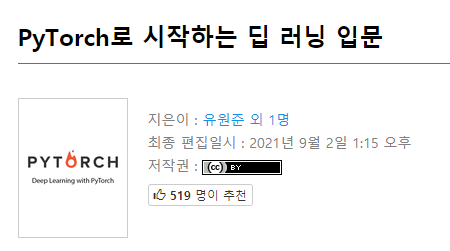 PyTorch로 시작하는 딥 러닝 입문
PYTORCH
Deep Learning with PyTorch
지은이 : 유원준 외 1명
최종 편집일시 : 2021년 9월 2일 1:15 오후
저작권 : (cc) BY
519 명이 추천